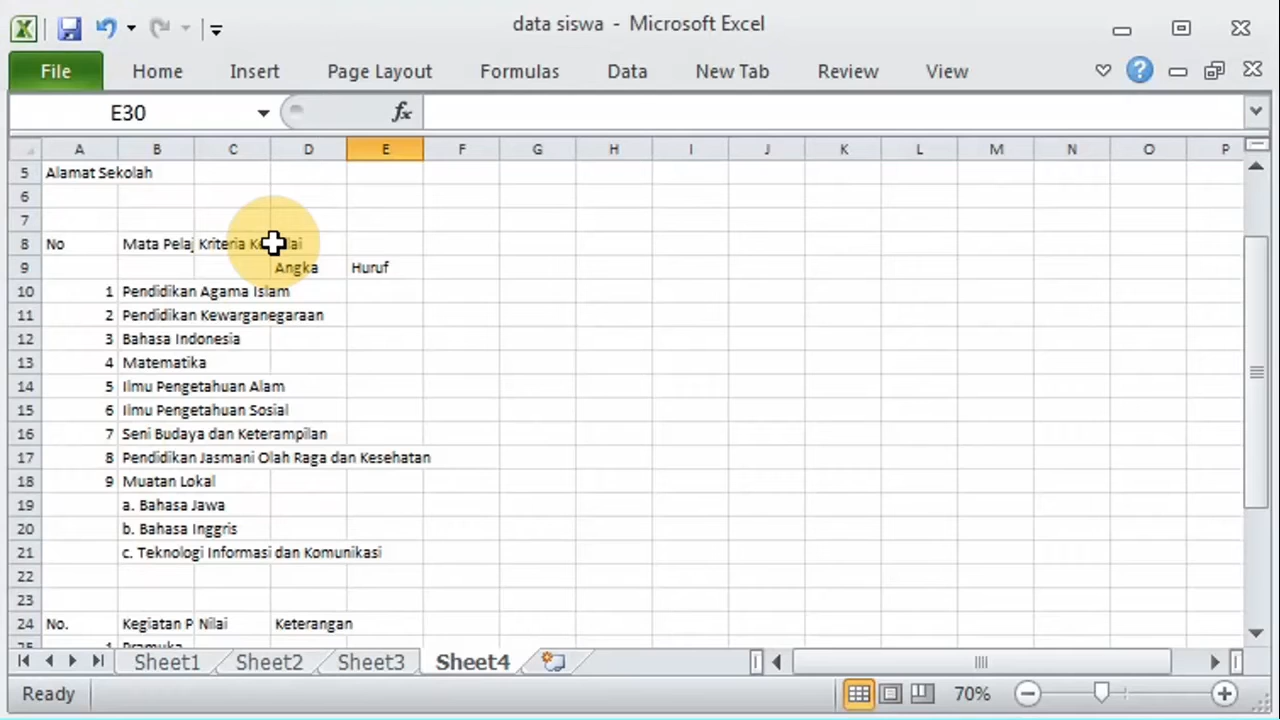 data siswa - Microsoft Excel
File Home Insert Page Layout Formulas Data New Tab Review View
E30 fx
A B C D E F G H I J K L M N O P
5 Alamat Sekolah
6
7
8 No Mata Pelaj Kriteria
9 Angka Huruf
10 1 Pendidikan Agama Islam
11 2 Pendidikan Kewarganegaraan
12 3 Bahasa Indonesia
13 4 Matematika
14 5 Ilmu Pengetahuan Alam
15 6 Ilmu Pengetahuan Sosial
16 7 Seni Budaya dan Keterampilan
17 8 Pendidikan Jasmani Olah Raga dan Kesehatan
18 9 Muatan Lokal
19 a. Bahasa Jawa
20 b. Bahasa Inggris
21 c. Teknologi Informasi dan Komunikasi
22
23
24 No. Kegiatan P Nilai Keterangan
25 1 Pramuka
Sheet1 Sheet2 Sheet3 Sheet4
Ready 70%